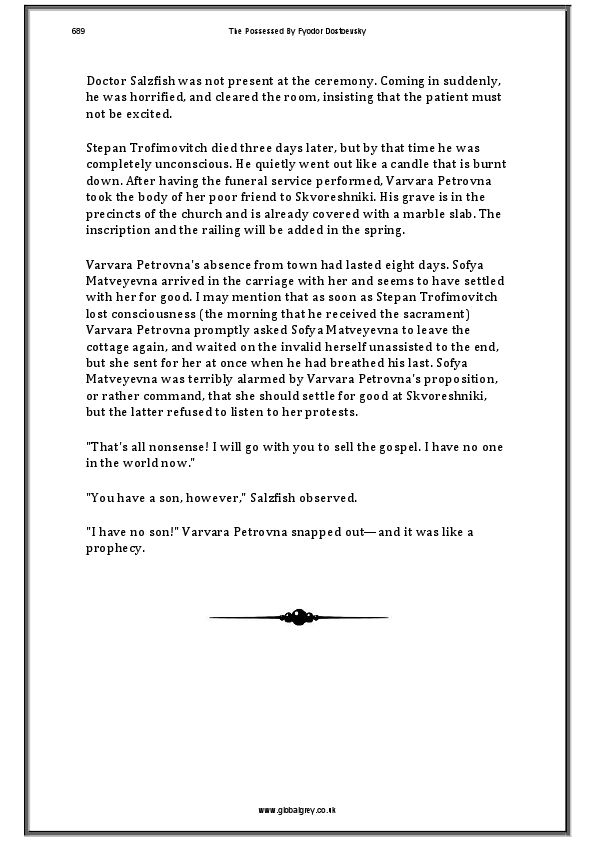 689
The Possessed By Fyodor Dostoevsky
Doctor Salzfish was not present at the ceremony. Coming in suddenly,
he was horrified, and cleared the room, insisting that the patient must
not be excited.
Stepan Trofimovitch died three days later, but by that time he was
completely unconscious. He quietly went out like a candle that is burnt
down. After having the funeral service performed, Varvara Petrovna
took the body of her poor friend to Skvoreshniki. His grave is in the
precincts of the church and is already covered with a marble slab. The
inscription and the railing will be added in the spring.
Varvara Petrovna's absence from town had lasted eight days. Sofya
Matveyevna arrived in the carriage with her and seems to have settled
with her for good. I may mention that as soon as Stepan Trofimovitch
lost consciousness (the morning that he received the sacrament)
Varvara Petrovna promptly asked Sofya Matveyevna to leave the
cottage again, and waited on the invalid herself unassisted to the end,
but she sent for her at once when he had breathed his last. Sofya
Matveyevna was terribly alarmed by Varvara Petrovna's proposition,
or rather command, that she should settle for good at Skvoreshniki,
but the latter refused to listen to her protests.
"That's all nonsense! I will go with you to sell the gospel. I have no one
in the world now."
"You have a son, however," Salzfish observed.
"I have no son!" Varvara Petrovna snapped out—and it was like a
prophecy.
www.globalgrey.co.uk